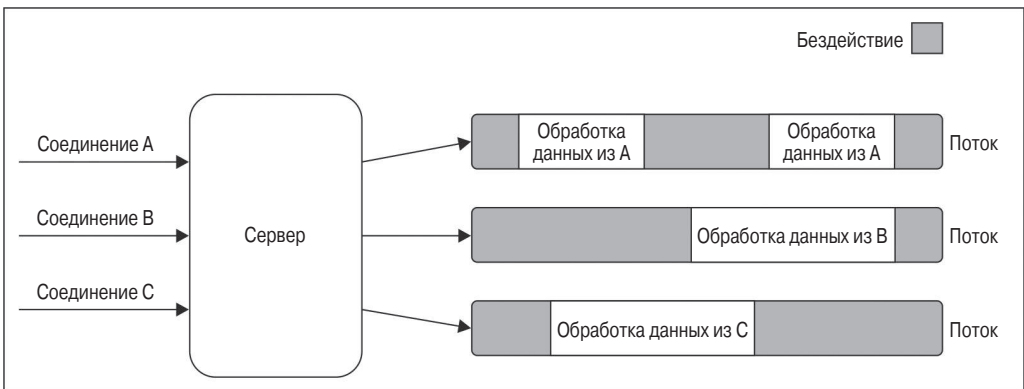 Бездействие
Соединение A
Соединение B
Соединение C
Сервер
Обработка
данных из A
Обработка
данных из A
Поток
Обработка данных из B
Поток
Обработка данных из C
Поток